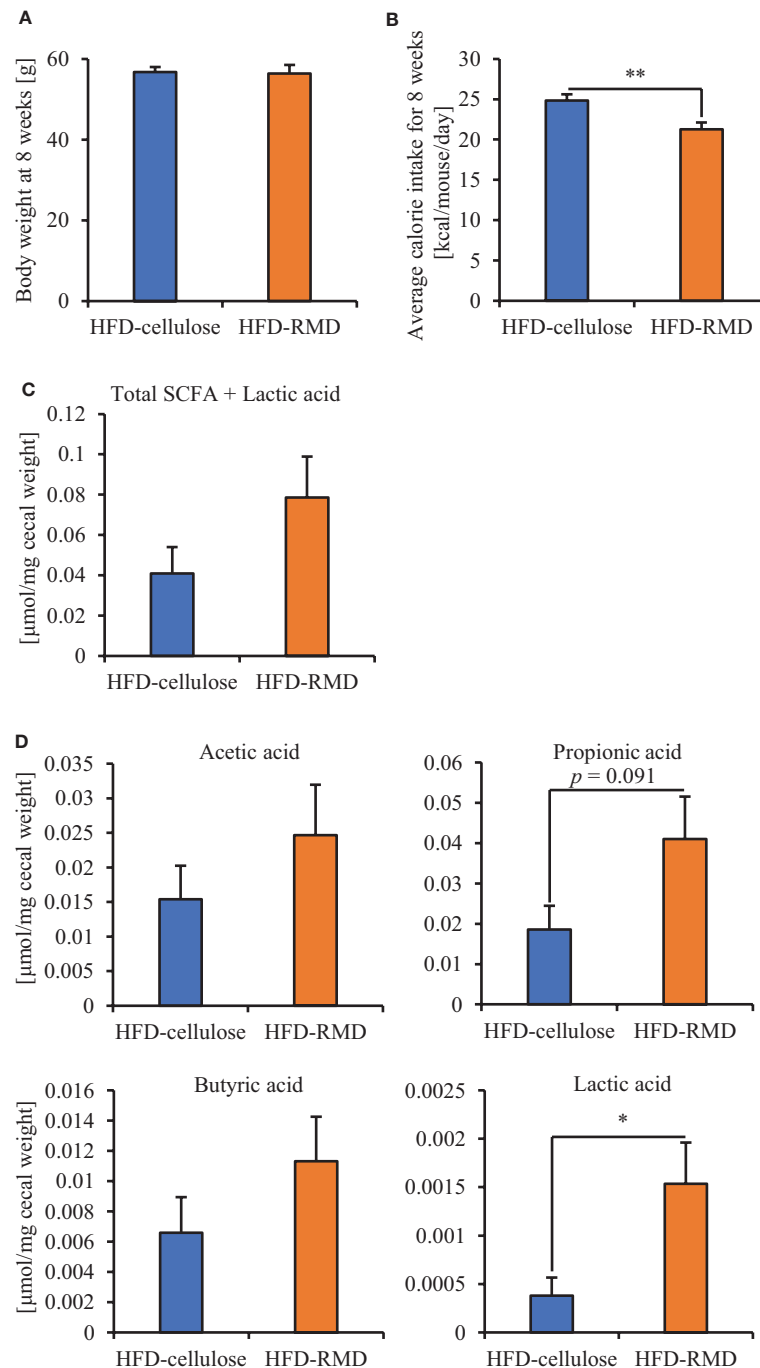 A
Body weight at 8 weeks [g]
60
40
20
0
HFD-cellulose HFD-RMD
B
Average calorie intake for 8 weeks
[kcal/mouse/day]
30
25
20
15
10
5
0
**
HFD-cellulose HFD-RMD
C
Total SCFA + Lactic acid
[µmol/mg cecal weight]
0.12
0.1
0.08
0.06
0.04
0.02
0
HFD-cellulose HFD-RMD
D
Acetic acid
[µmol/mg cecal weight]
0.035
0.03
0.025
0.02
0.015
0.01
0.005
0
HFD-cellulose HFD-RMD
Propionic acid
p = 0.091
0.06
0.05
0.04
0.03
0.02
0.01
0
HFD-cellulose HFD-RMD
Butyric acid
[µmol/mg cecal weight]
0.016
0.014
0.012
0.01
0.008
0.006
0.004
0.002
0
HFD-cellulose HFD-RMD
Lactic acid
*
0.0025
0.002
0.0015
0.001
0.0005
0
HFD-cellulose HFD-RMD